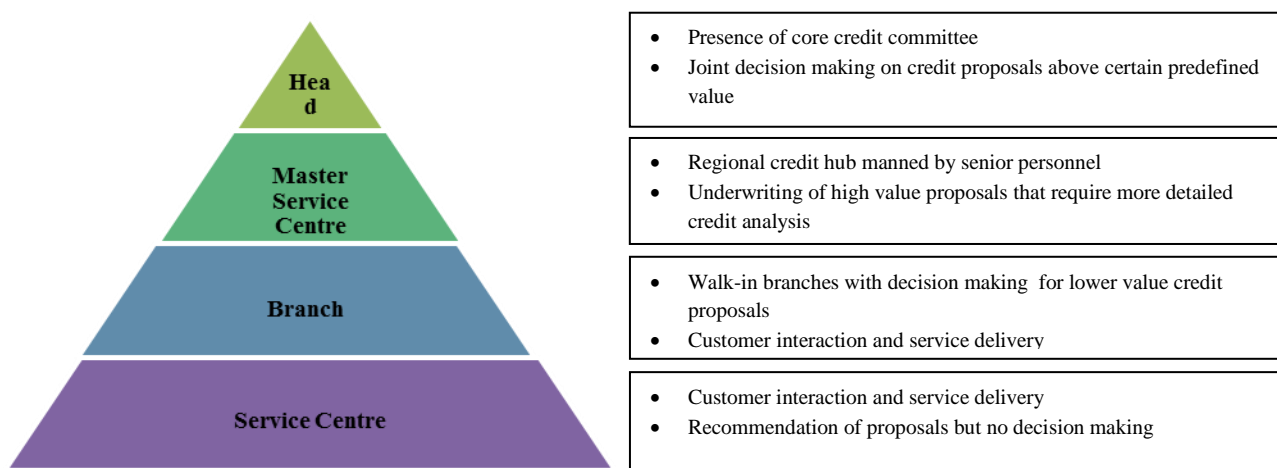 Hea
d
• Presence of core credit committee
• Joint decision making on credit proposals above certain predefined
value
Master
Service
Centre
• Regional credit hub manned by senior personnel
• Underwriting of high value proposals that require more detailed
credit analysis
Branch
• Walk-in branches with decision making for lower value credit
proposals
• Customer interaction and service delivery
Service Centre
• Customer interaction and service delivery
• Recommendation of proposals but no decision making